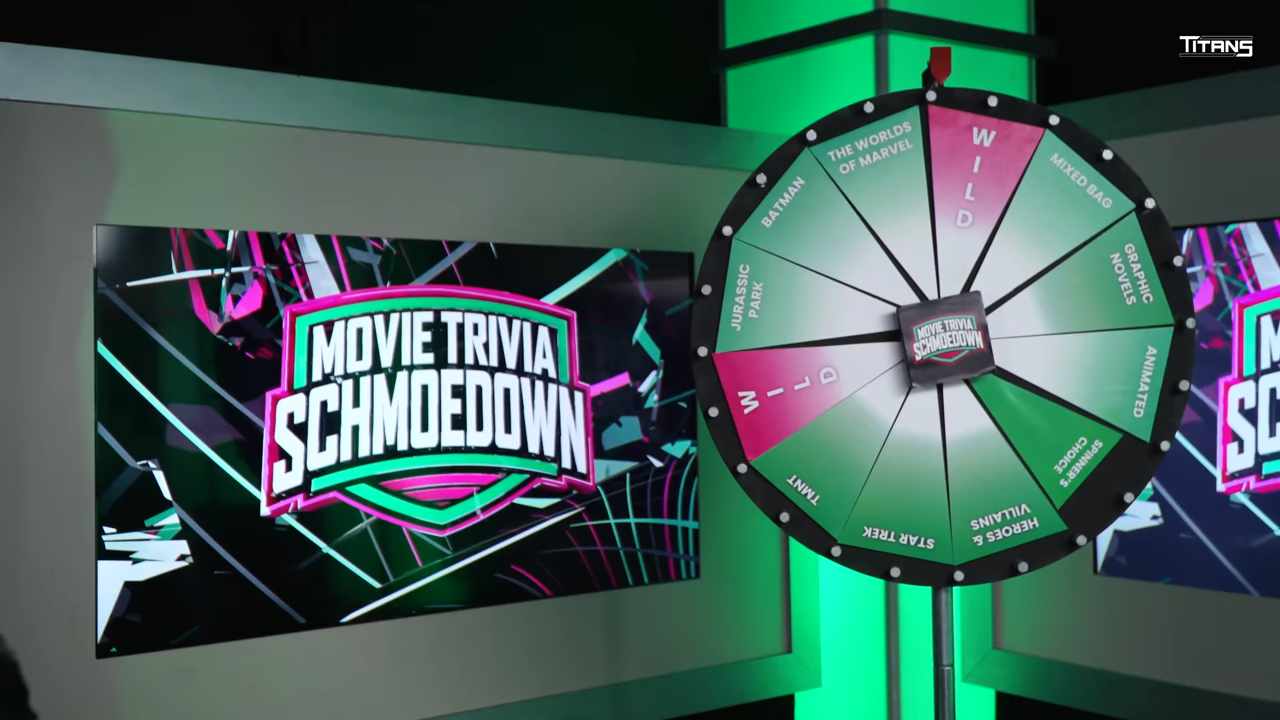 TITANS
MOVIE TRIVIA
SCHMOEDOWN
WILD
MIXED BAG
GRAPHIC
NOVELS
ANIMATED
SPINNER'S
CHOICE
HEROES &
VILLAINS
STAR TREK
TMNT
WILD
JURASSIC
PARK
BATMAN
THE WORLDS
OF MARVEL
MOVIE TRIVIA
SCHMOEDOWN